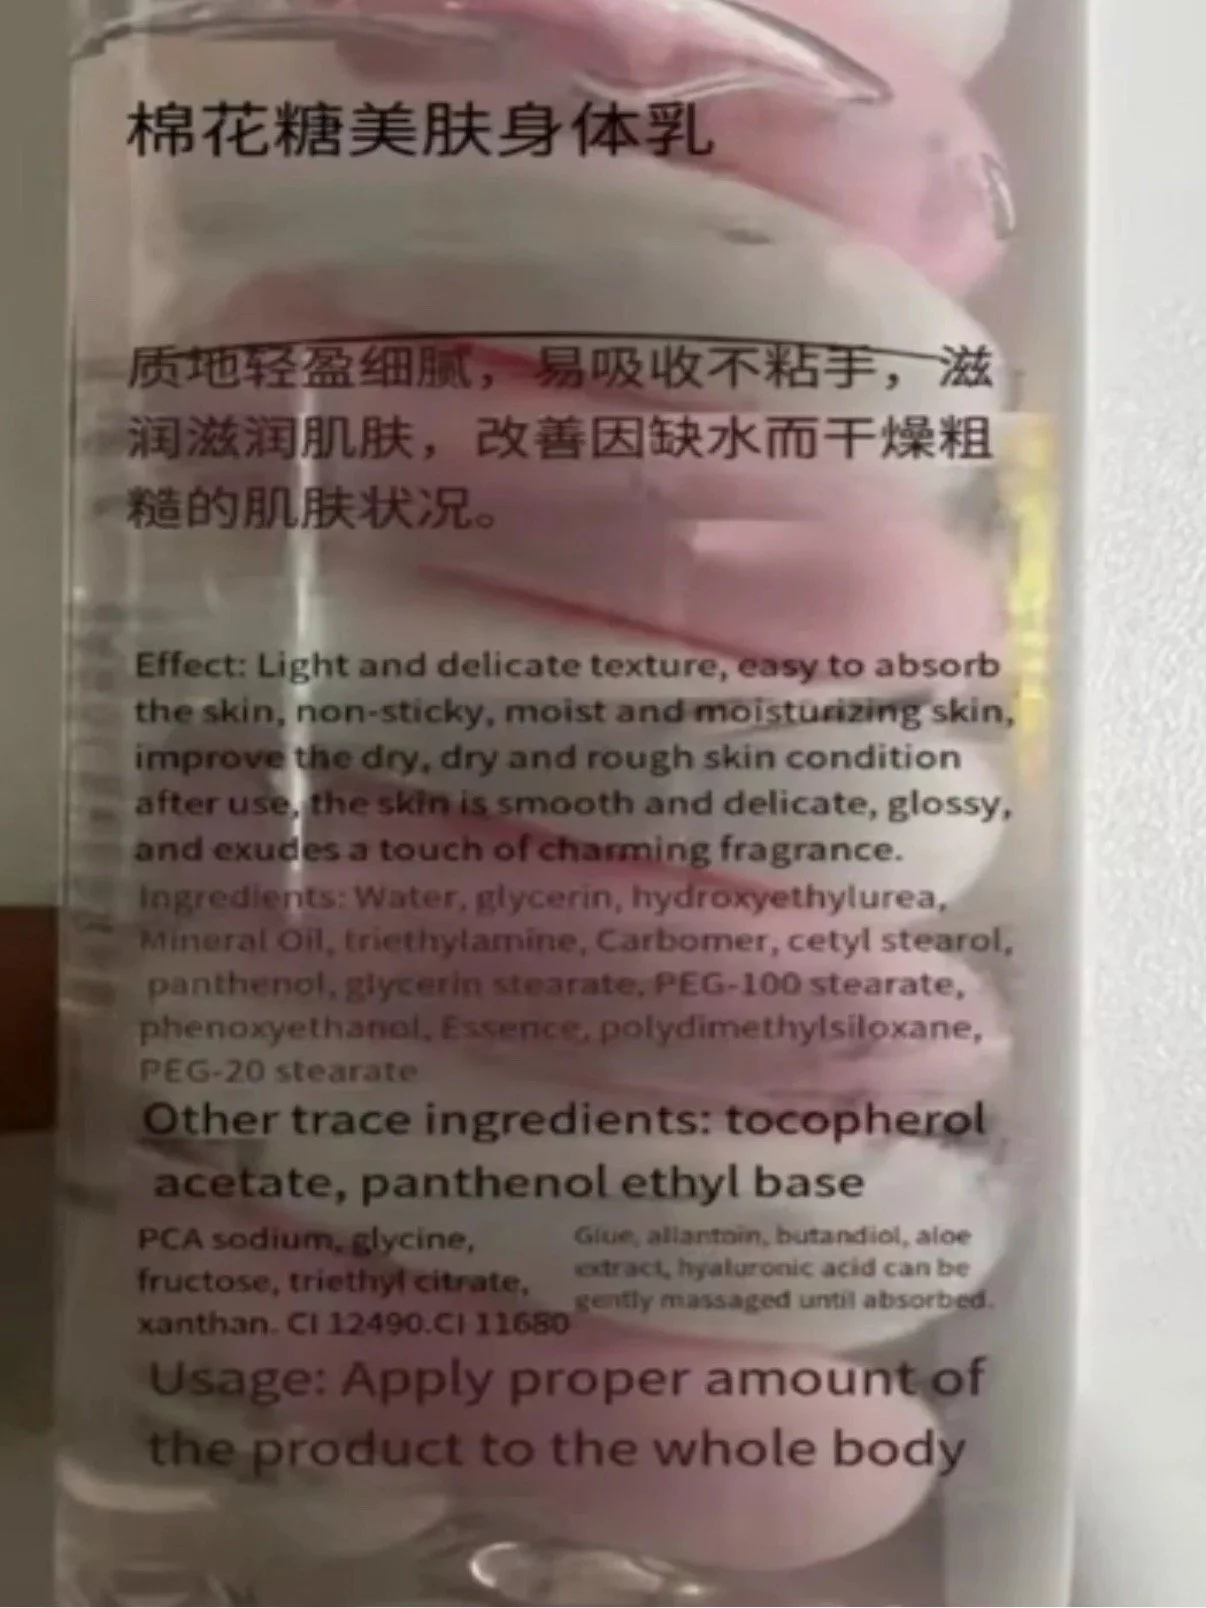 棉花糖美肤身体乳
质地轻盈细腻，易吸收不粘手，滋
润滋润肌肤，改善因缺水而干燥粗
糙的肌肤状况。
Effect: Light and delicate texture, easy to absorb
the skin, non-sticky, moist and moisturizing skin,
improve the dry, dry and rough skin condition
after use, the skin is smooth and delicate, glossy,
and exudes a touch of charming fragrance.
Ingredients: Water, glycerin, hydroxyethylurea,
Mineral Oil, triethylamine, Carbomer, cetyl stearol,
panthenol, glycerin stearate, PEG-100 stearate,
phenoxyethanol, Essence, polydimethylsiloxane,
PEG-20 stearate
Other trace ingredients: tocopherol
acetate, panthenol ethyl base
PCA sodium, glycine,
fructose, triethyl citrate,
xanthan. CI 12490.CI 11680
Glue, allantoin, butandiol, aloe
extract, hyaluronic acid can be
gently massaged until absorbed.
Usage: Apply proper amount of
the product to the whole body